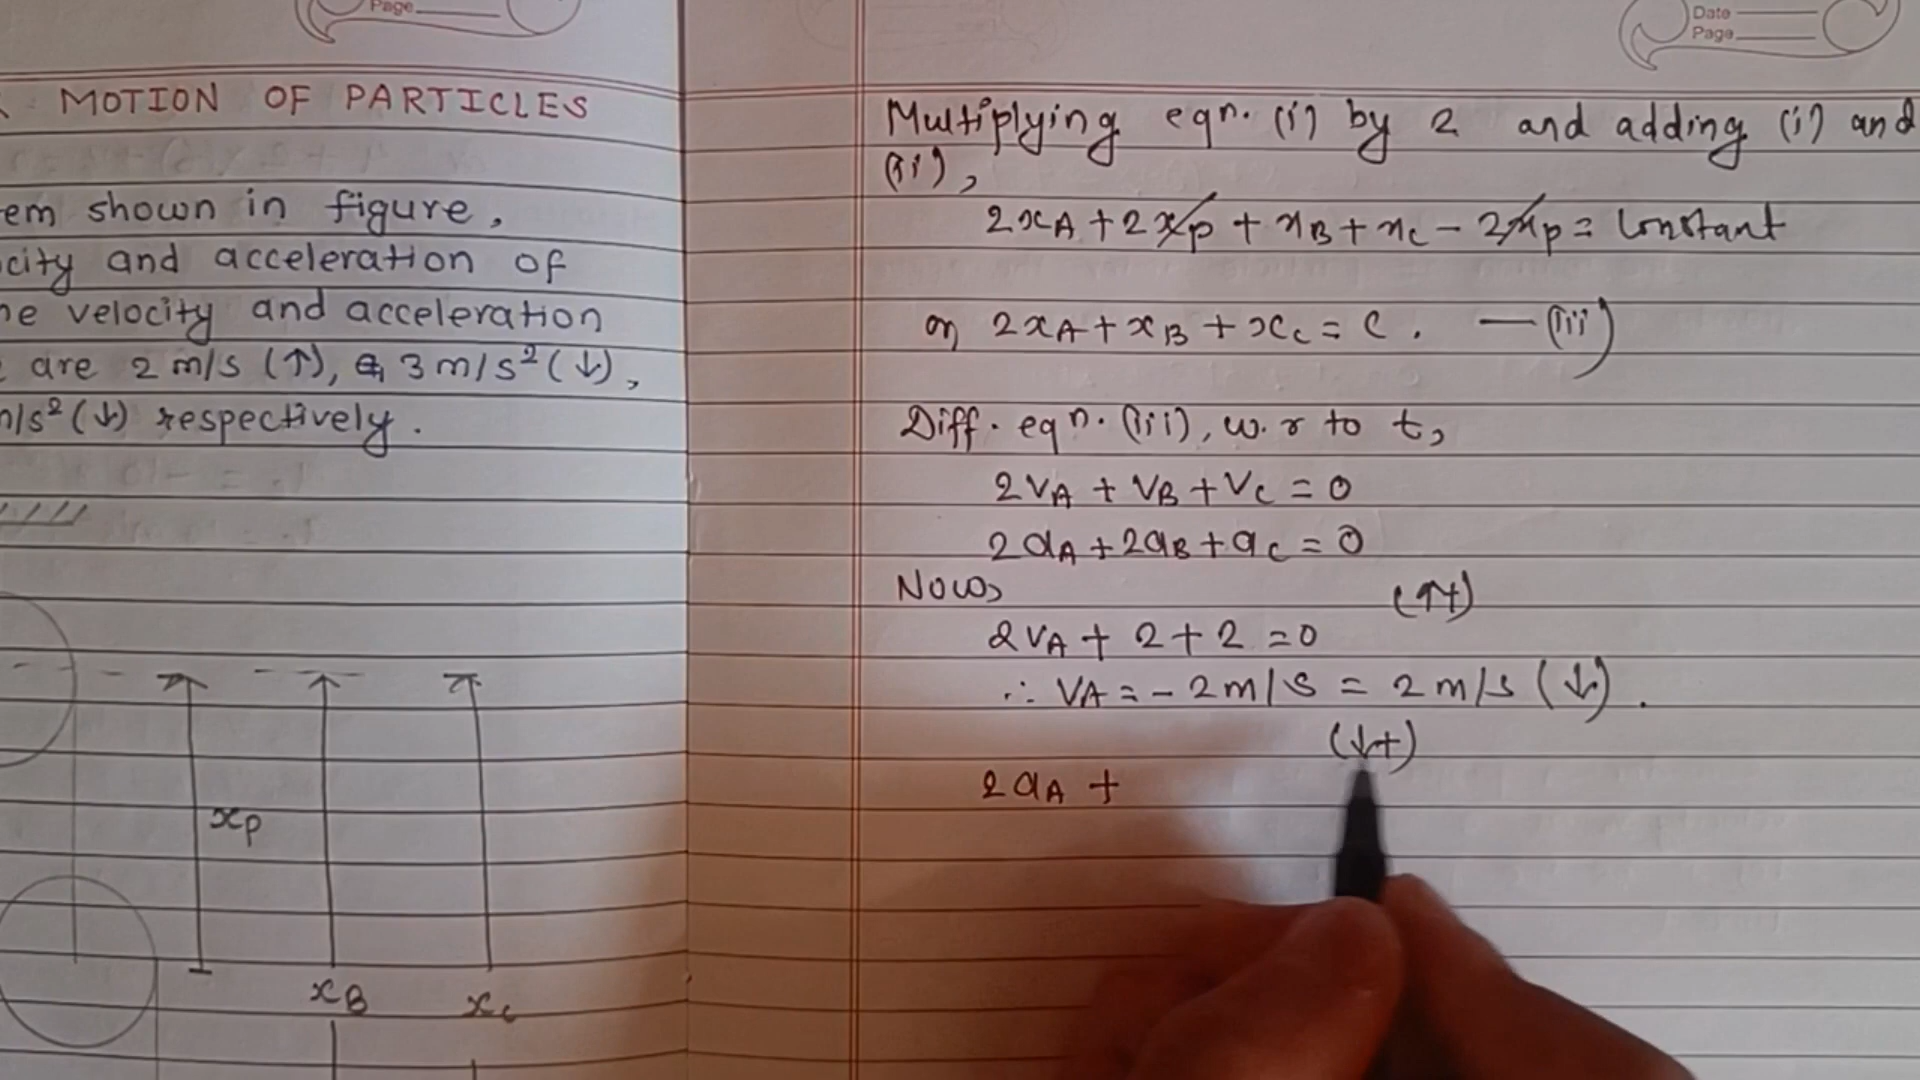 Page
MOTION OF PARTICLES
em shown in figure,
city and acceleration of
he velocity and acceleration
are 2 m/s (↑), 3 m/s² (↓),
m/s² (↓) respectively.
xP
xB
xC
Date
Page
Multiplying eqn. (i) by 2 and adding (i) and
(ii),
2xA + 2xp + xB + xC - 2xp = Constant
or 2xA + xB + xC = C. — (iii)
Diff. eqn. (iii), w.r to t,
2VA + VB + VC = 0
2aA + 2aB + aC = 0
Now,
(↑+)
2VA + 2 + 2 = 0
∴ VA = - 2 m/s = 2 m/s (↓).
(↓+)
2aA +